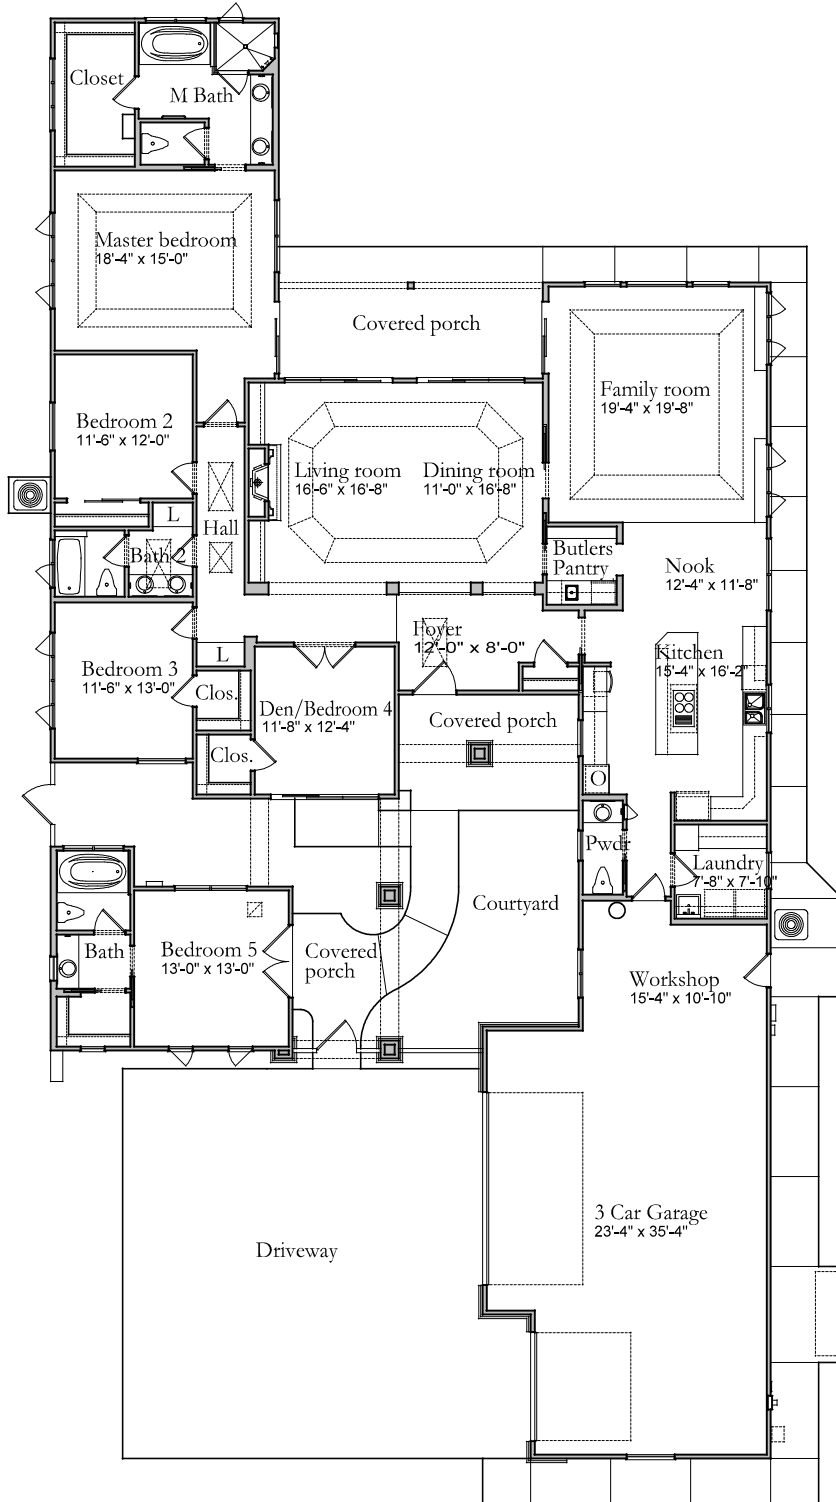 Closet
M Bath
Master bedroom
18'-4" x 15'-0"
Covered porch
Family room
19'-4" x 19'-8"
Bedroom 2
11'-6" x 12'-0"
Living room
16'-6" x 16'-8"
Dining room
11'-0" x 16'-8"
L
Hall
Bath 2
Butlers
Pantry
Nook
12'-4" x 11'-8"
Foyer
12'-0" x 8'-0"
Kitchen
15'-4" x 16'-2"
L
Bedroom 3
11'-6" x 13'-0"
Clos.
Den/Bedroom 4
11'-8" x 12'-4"
Covered porch
Clos.
O
Pwdr
Laundry
7'-8" x 7'-10"
Courtyard
Bath
Bedroom 5
13'-0" x 13'-0"
Covered
porch
Workshop
15'-4" x 10'-10"
3 Car Garage
23'-4" x 35'-4"
Driveway